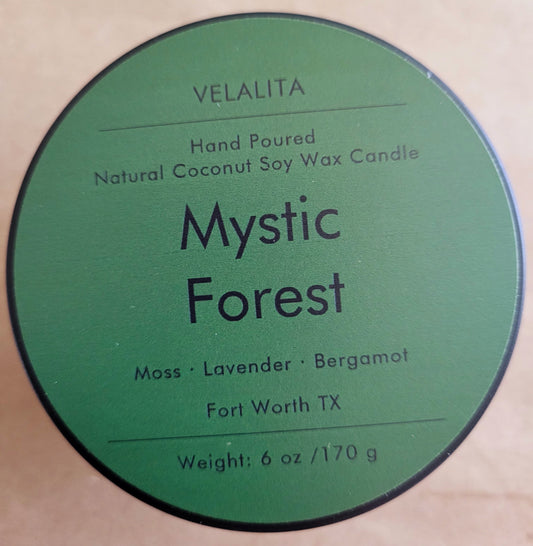 VELALITA
Hand Poured
Natural Coconut Soy Wax Candle
Mystic
Forest
Moss · Lavender · Bergamot
Fort Worth TX
Weight: 6 oz /170 g